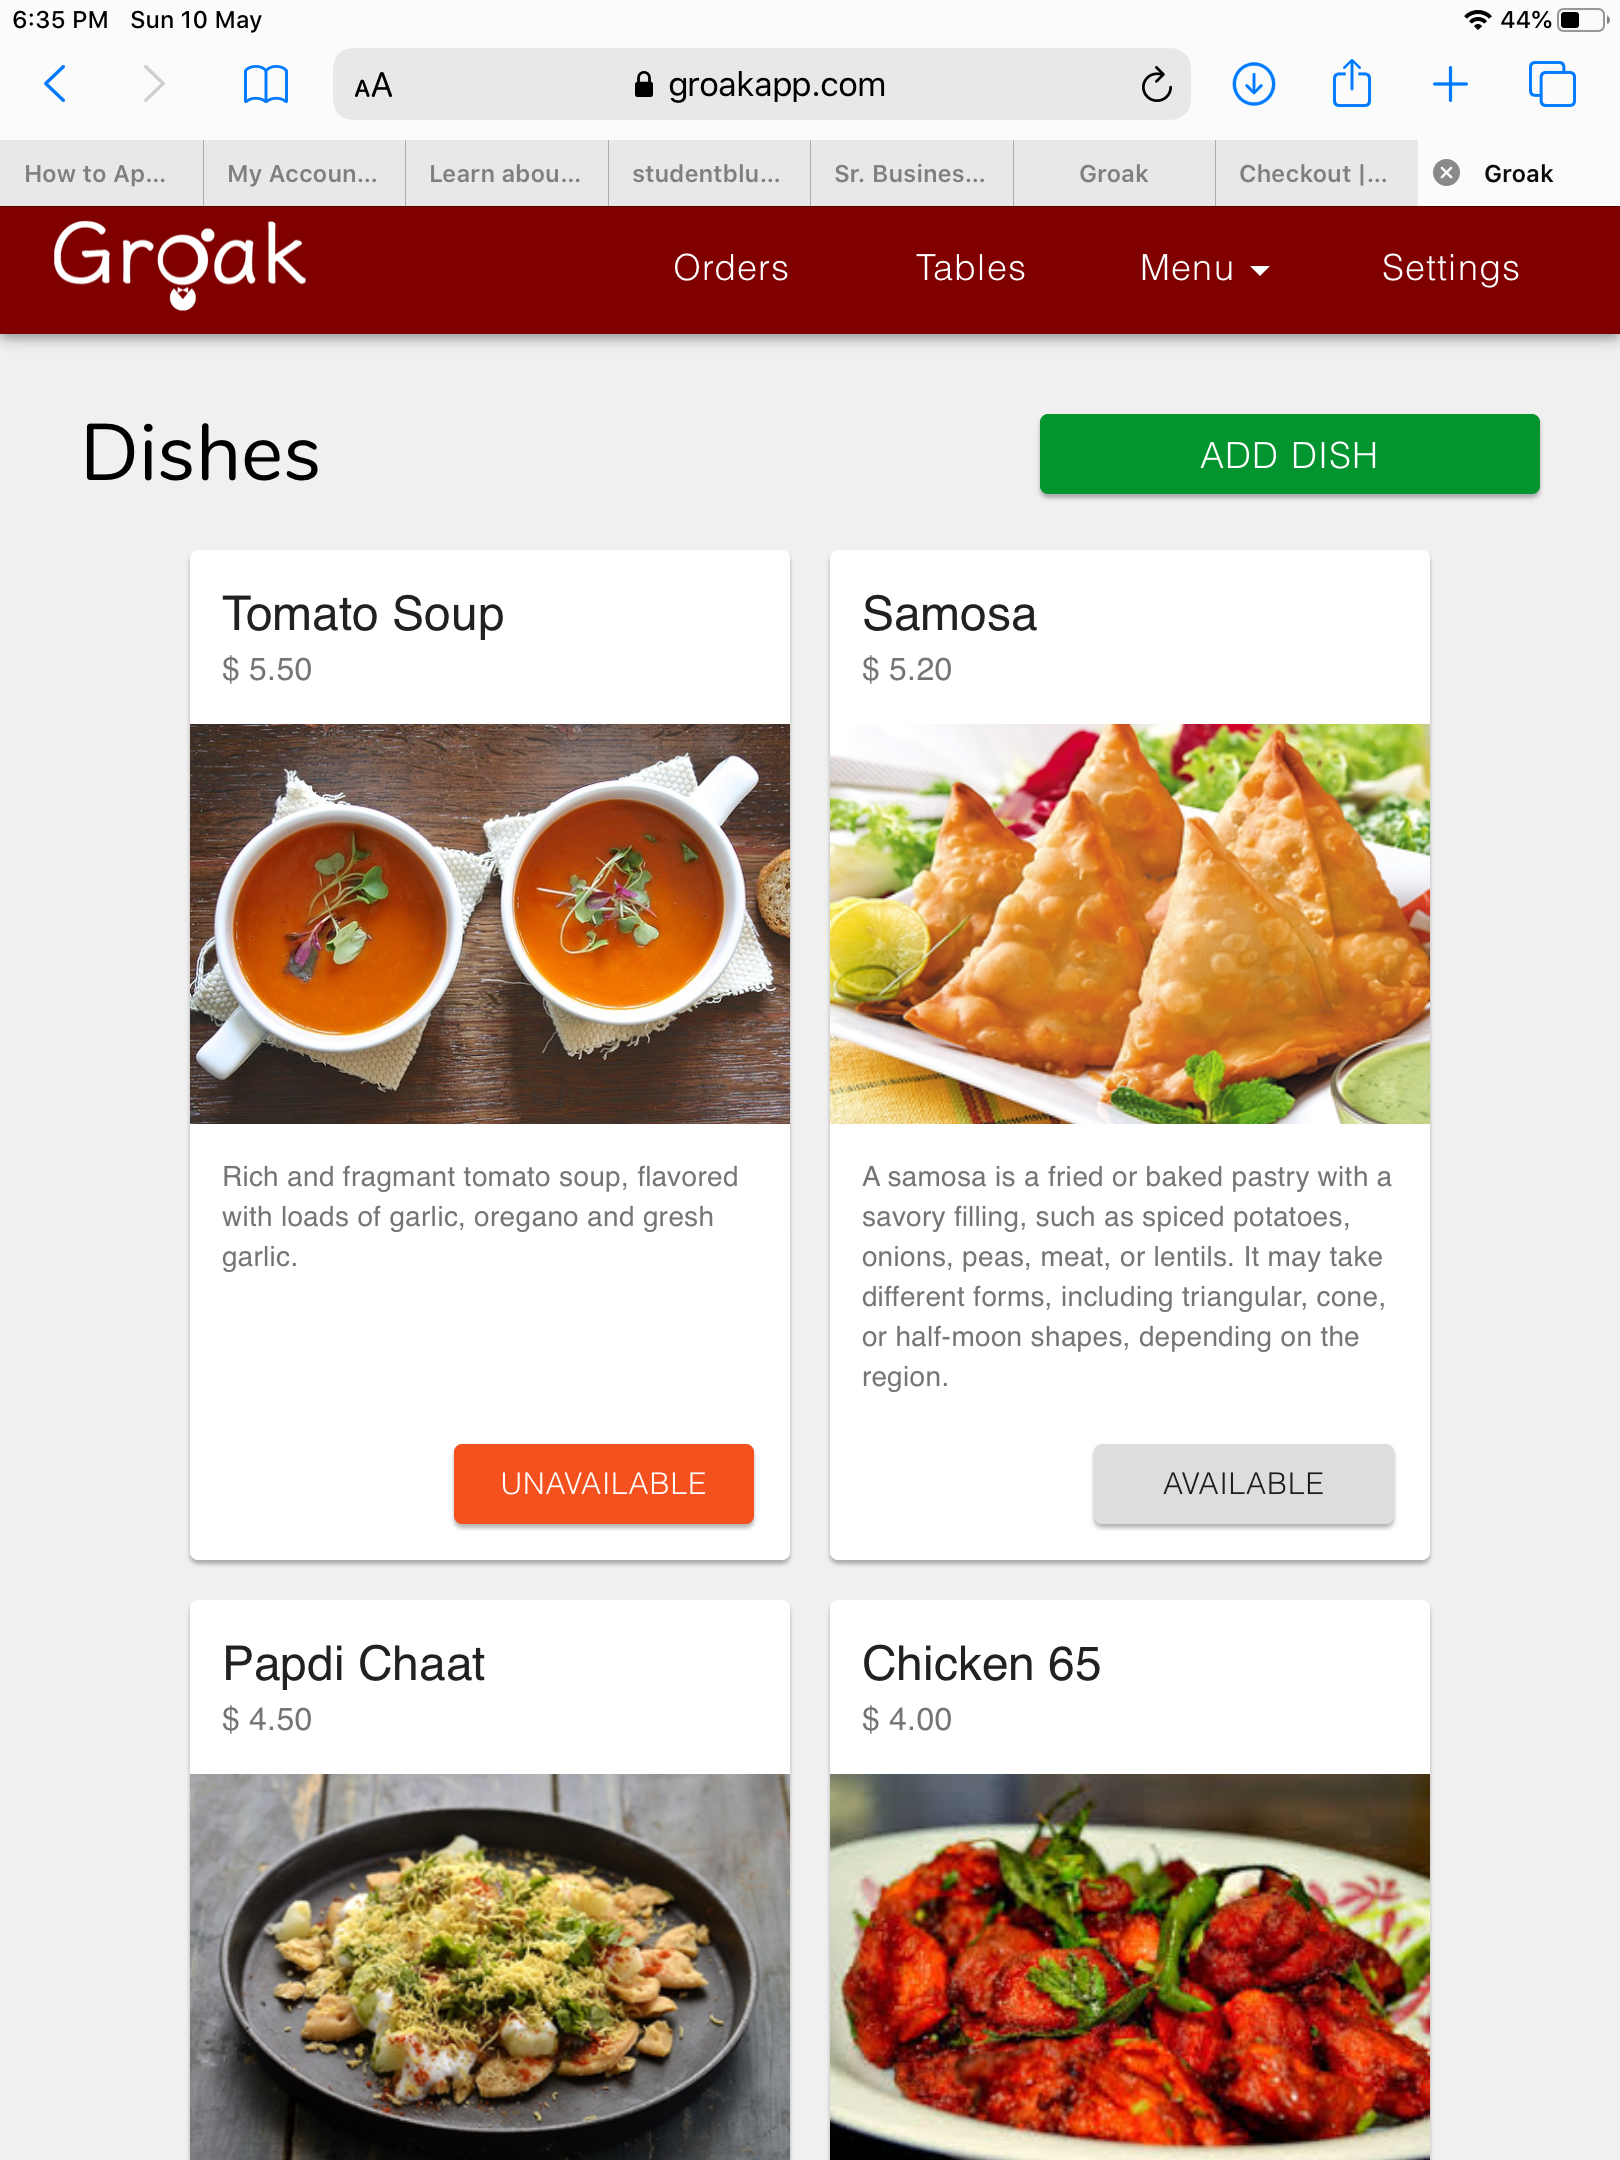 6:35 PM Sun 10 May 44%
AA groakapp.com
How to Ap... My Accoun... Learn abou... studentblu... Sr. Busines... Groak Checkout |... Groak
Groak Orders Tables Menu Settings
Dishes ADD DISH
Tomato Soup
$ 5.50
Rich and fragmant tomato soup, flavored
with loads of garlic, oregano and gresh
garlic.
UNAVAILABLE
Samosa
$ 5.20
A samosa is a fried or baked pastry with a
savory filling, such as spiced potatoes,
onions, peas, meat, or lentils. It may take
different forms, including triangular, cone,
or half-moon shapes, depending on the
region.
AVAILABLE
Papdi Chaat
$ 4.50
Chicken 65
$ 4.00